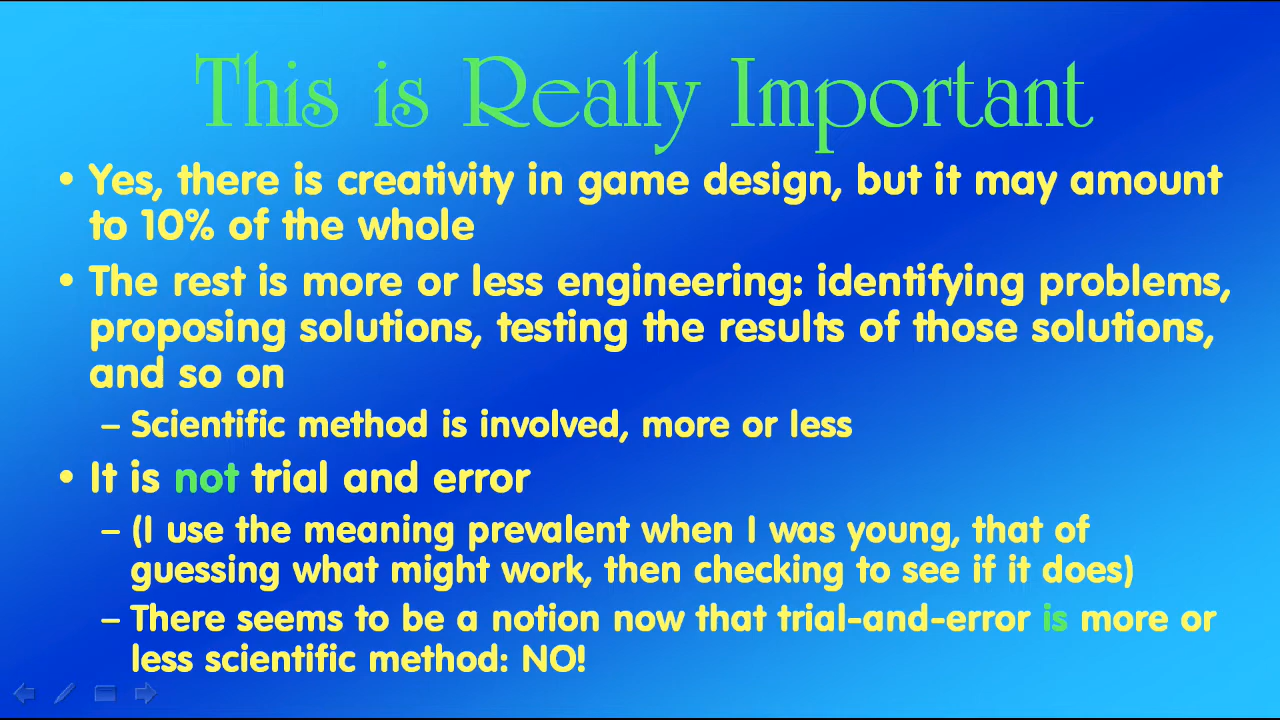 This is Really Important
• Yes, there is creativity in game design, but it may amount
to 10% of the whole
• The rest is more or less engineering: identifying problems,
proposing solutions, testing the results of those solutions,
and so on
– Scientific method is involved, more or less
• It is not trial and error
– (I use the meaning prevalent when I was young, that of
guessing what might work, then checking to see if it does)
– There seems to be a notion now that trial-and-error is more or
less scientific method: NO!